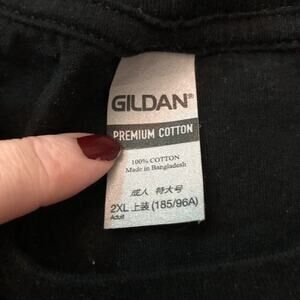 GILDAN®
PREMIUM COTTON
100% COTTON
Made in Bangladesh
成人 特大号
2XL 上装 (185/96A)
Adult